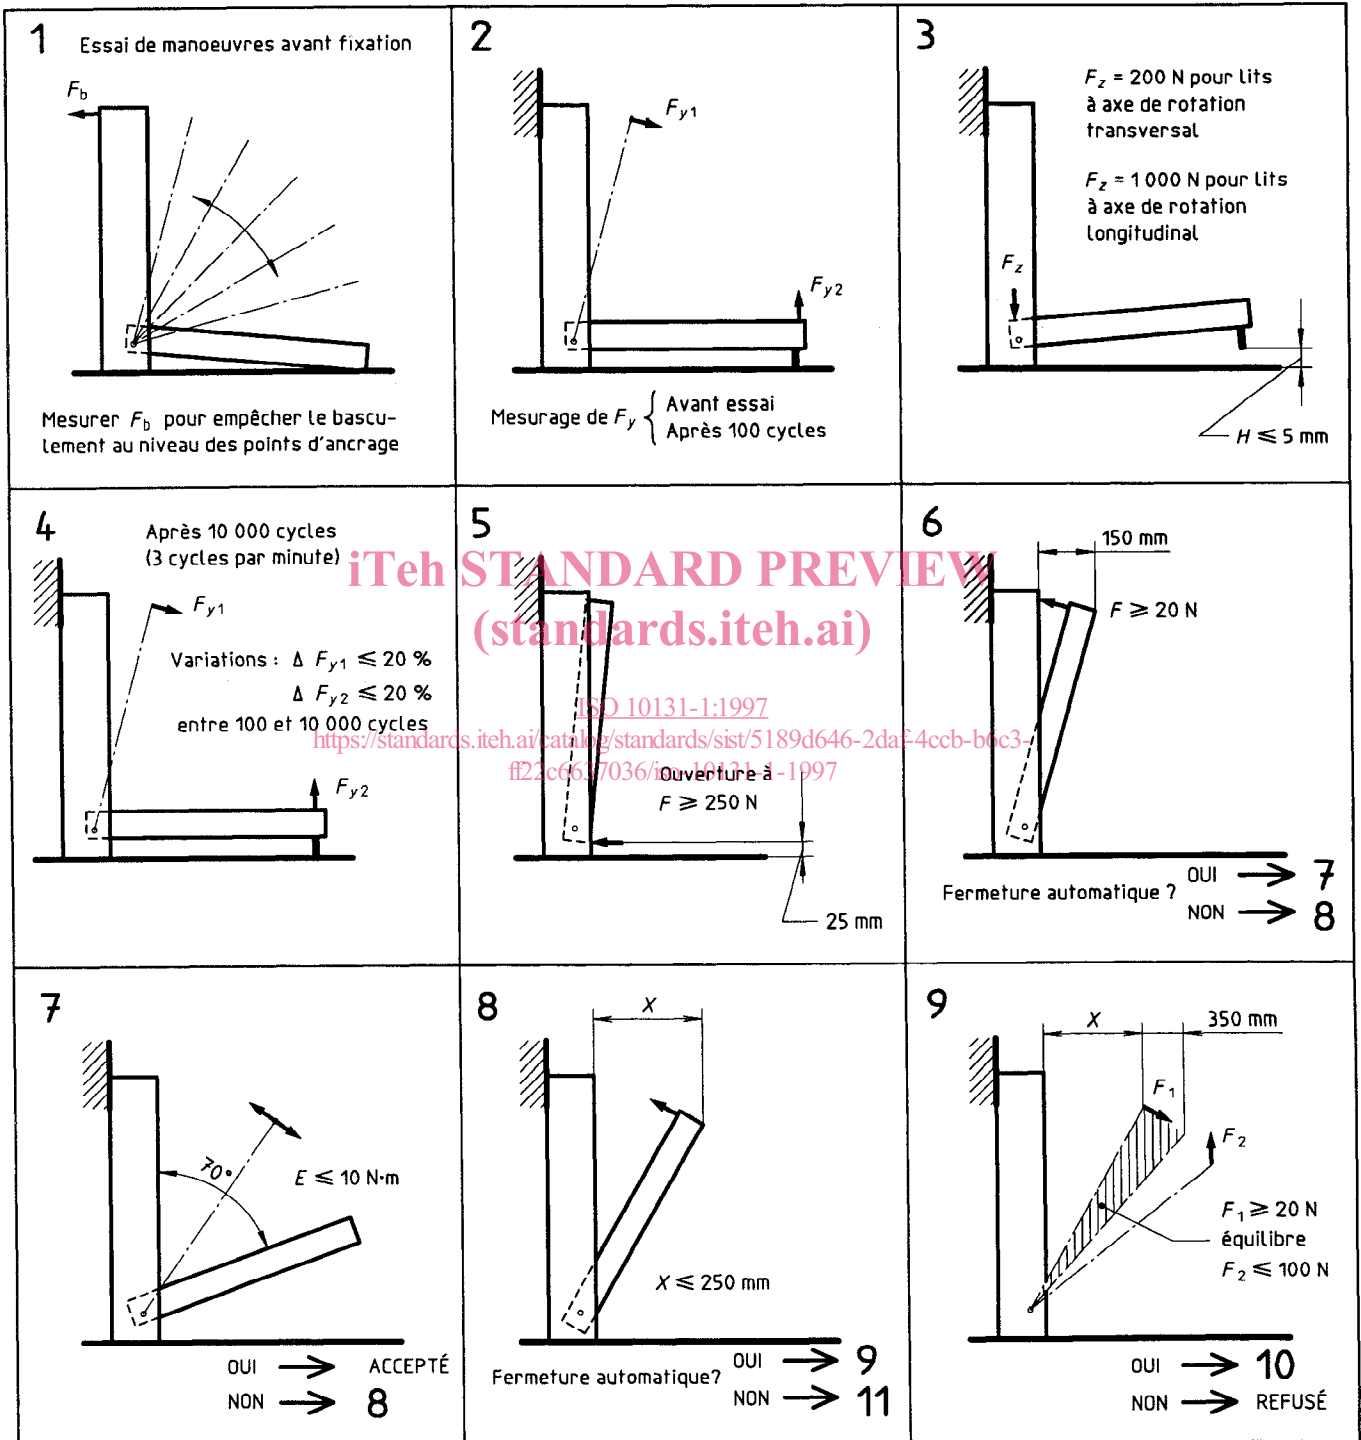 1 Essai de manoeuvres avant fixation
Fb
Mesurer Fb pour empêcher le bascu-
lement au niveau des points d'ancrage
2
Fy1
Fy2
Mesurage de Fy { Avant essai
Après 100 cycles
3
Fz = 200 N pour lits
à axe de rotation
transversal
Fz = 1 000 N pour lits
à axe de rotation
longitudinal
Fz
H ≤ 5 mm
4
Après 10 000 cycles
(3 cycles par minute)
Fy1
Variations : Δ Fy1 ≤ 20 %
Δ Fy2 ≤ 20 %
entre 100 et 10 000 cycles
Fy2
5
Ouverture à
F ≥ 250 N
25 mm
6
150 mm
F ≥ 20 N
Fermeture automatique ?
OUI → 7
NON → 8
iTeh STANDARD PREVIEW
(standards.iteh.ai)
ISO 10131-1:1997
https://standards.iteh.ai/catalog/standards/sist/5189d646-2daf-4ccb-b6c3-
ff22c6637036/iso-10131-1-1997
7
70°
E ≤ 10 N·m
OUI → ACCEPTÉ
NON → 8
8
X
X ≤ 250 mm
Fermeture automatique?
OUI → 9
NON → 11
9
X
350 mm
F1
F2
F1 ≥ 20 N
équilibre
F2 ≤ 100 N
OUI → 10
NON → REFUSÉ